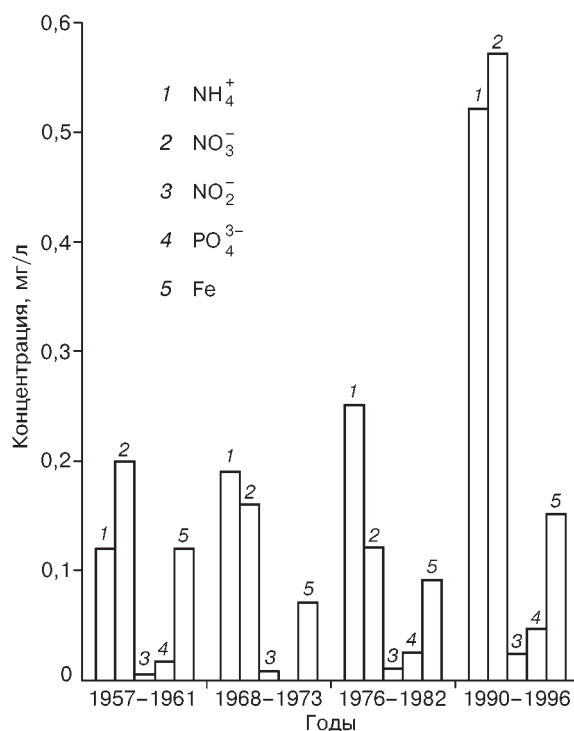 Концентрация, мг/л
0,6
0,5
0,4
0,3
0,2
0,1
0
1 NH₄⁺
2 NO₃⁻
3 NO₂⁻
4 PO₄³⁻
5 Fe
1 2 3 4 5
1 2 3 5
1 2 3 4 5
1 2 3 4 5
1957–1961 1968–1973 1976–1982 1990–1996
Годы